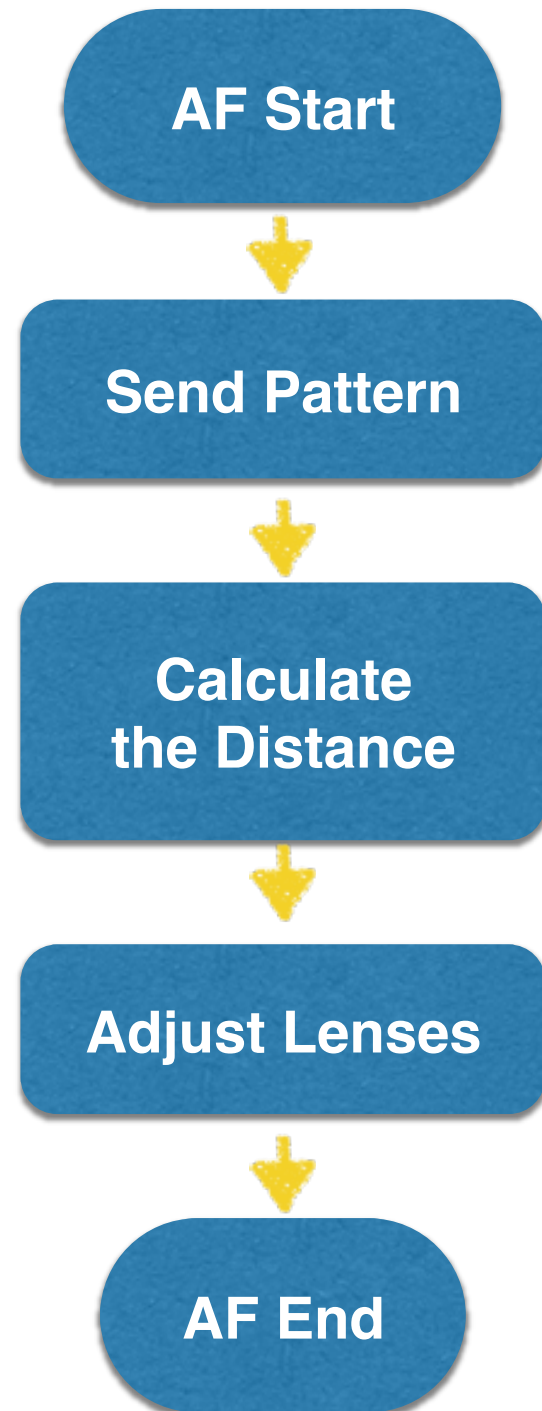 AF Start
Send Pattern
Calculate
the Distance
Adjust Lenses
AF End